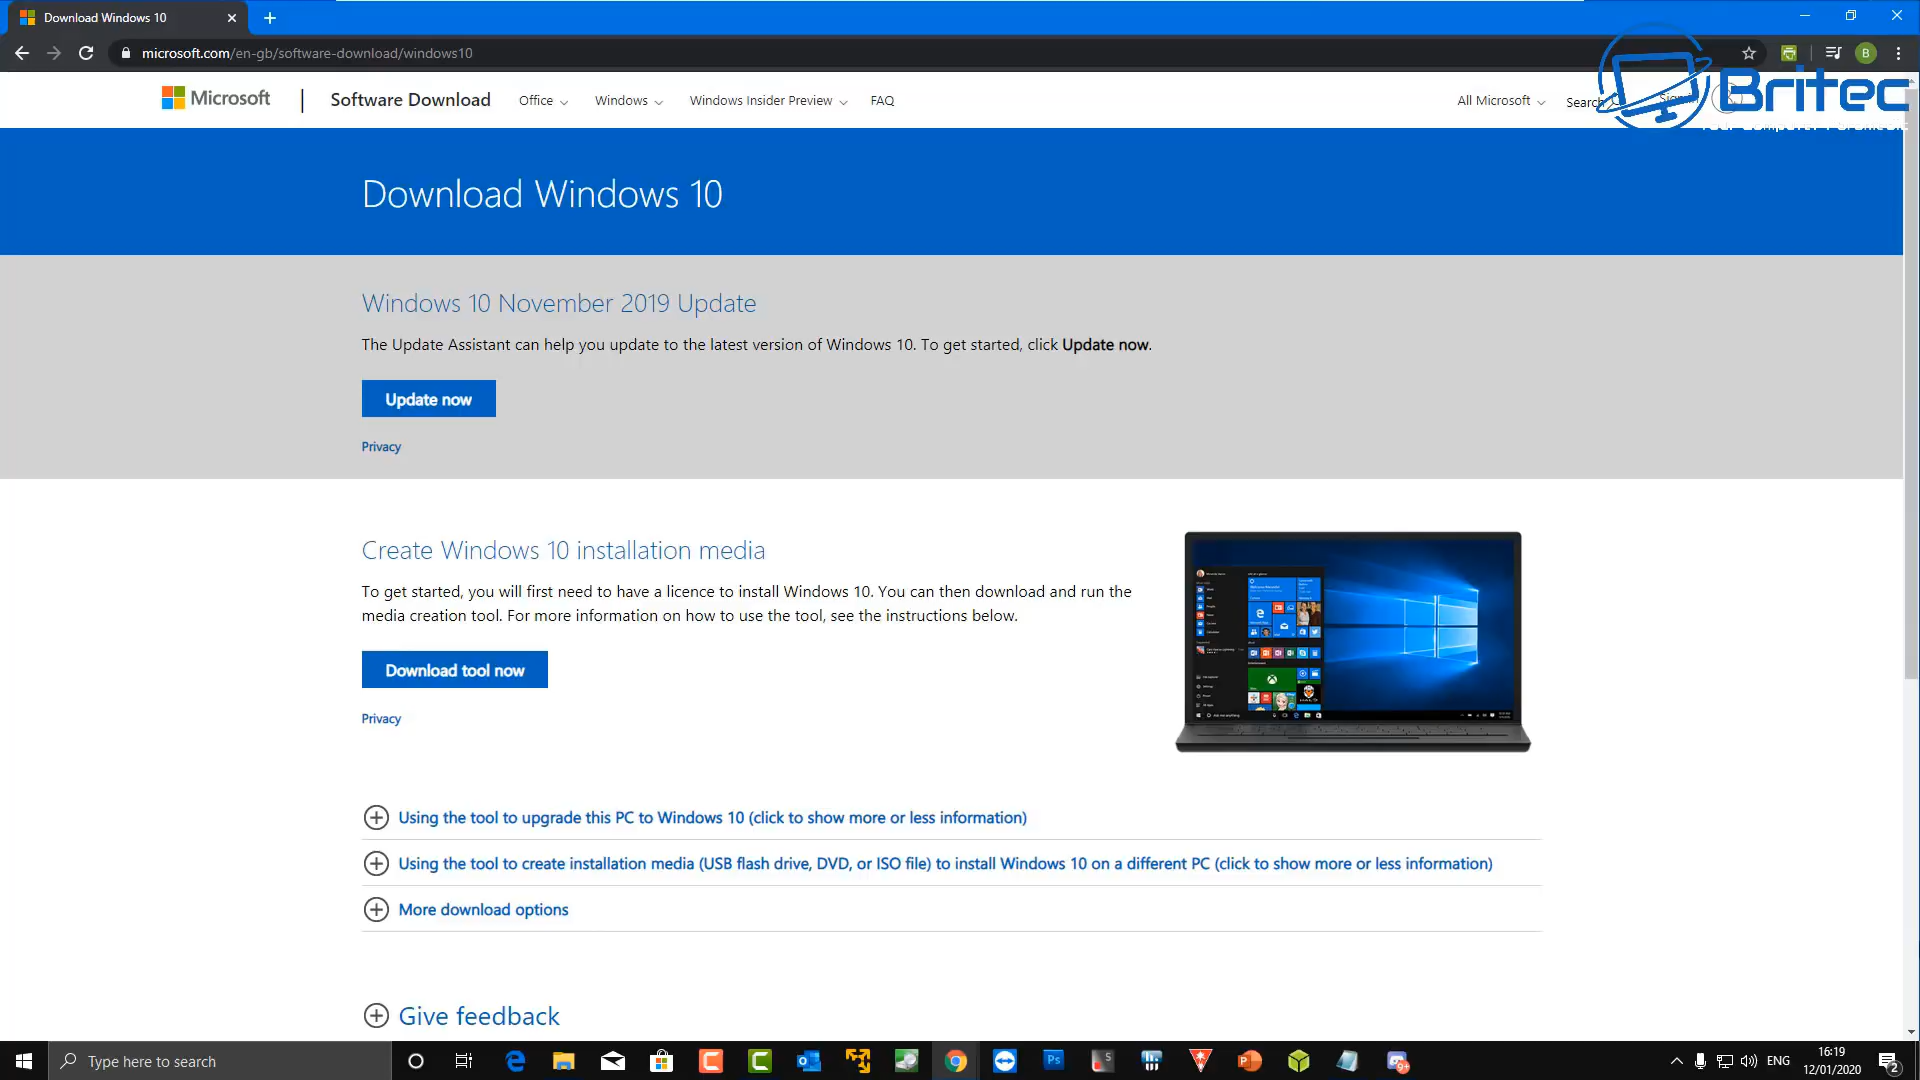 Download Windows 10
microsoft.com/en-gb/software-download/windows10
B
Microsoft
Software Download
Office
Windows
Windows Insider Preview
FAQ
All Microsoft
Search
Britec
Download Windows 10
Windows 10 November 2019 Update
The Update Assistant can help you update to the latest version of Windows 10. To get started, click Update now.
Update now
Privacy
Create Windows 10 installation media
To get started, you will first need to have a licence to install Windows 10. You can then download and run the
media creation tool. For more information on how to use the tool, see the instructions below.
Download tool now
Privacy
Using the tool to upgrade this PC to Windows 10 (click to show more or less information)
Using the tool to create installation media (USB flash drive, DVD, or ISO file) to install Windows 10 on a different PC (click to show more or less information)
More download options
Give feedback
Type here to search
ENG
16:19
12/01/2020
2